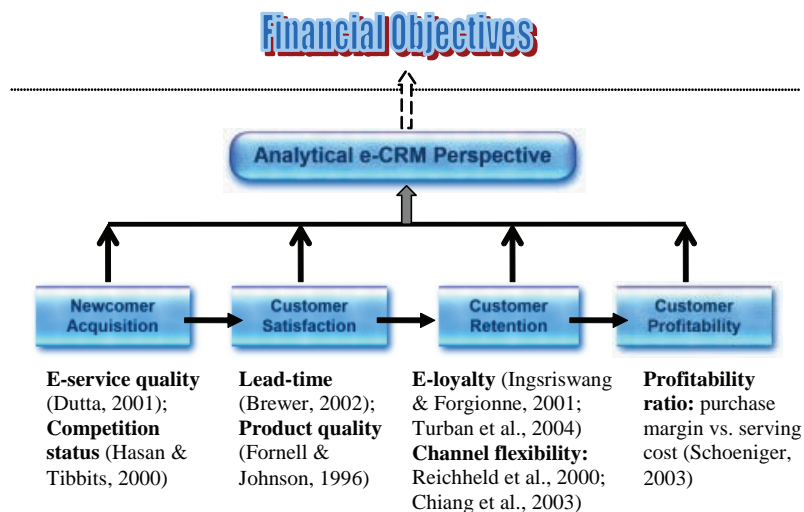 Financial Objectives
Analytical e-CRM Perspective
Newcomer
Acquisition
Customer
Satisfaction
Customer
Retention
Customer
Profitability
E-service quality
(Dutta, 2001);
Competition
status (Hasan &
Tibbits, 2000)
Lead-time
(Brewer, 2002);
Product quality
(Fornell &
Johnson, 1996)
E-loyalty (Ingsriswang
& Forgionne, 2001;
Turban et al., 2004)
Channel flexibility:
Reichheld et al., 2000;
Chiang et al., 2003)
Profitability
ratio: purchase
margin vs. serving
cost (Schoeniger,
2003)